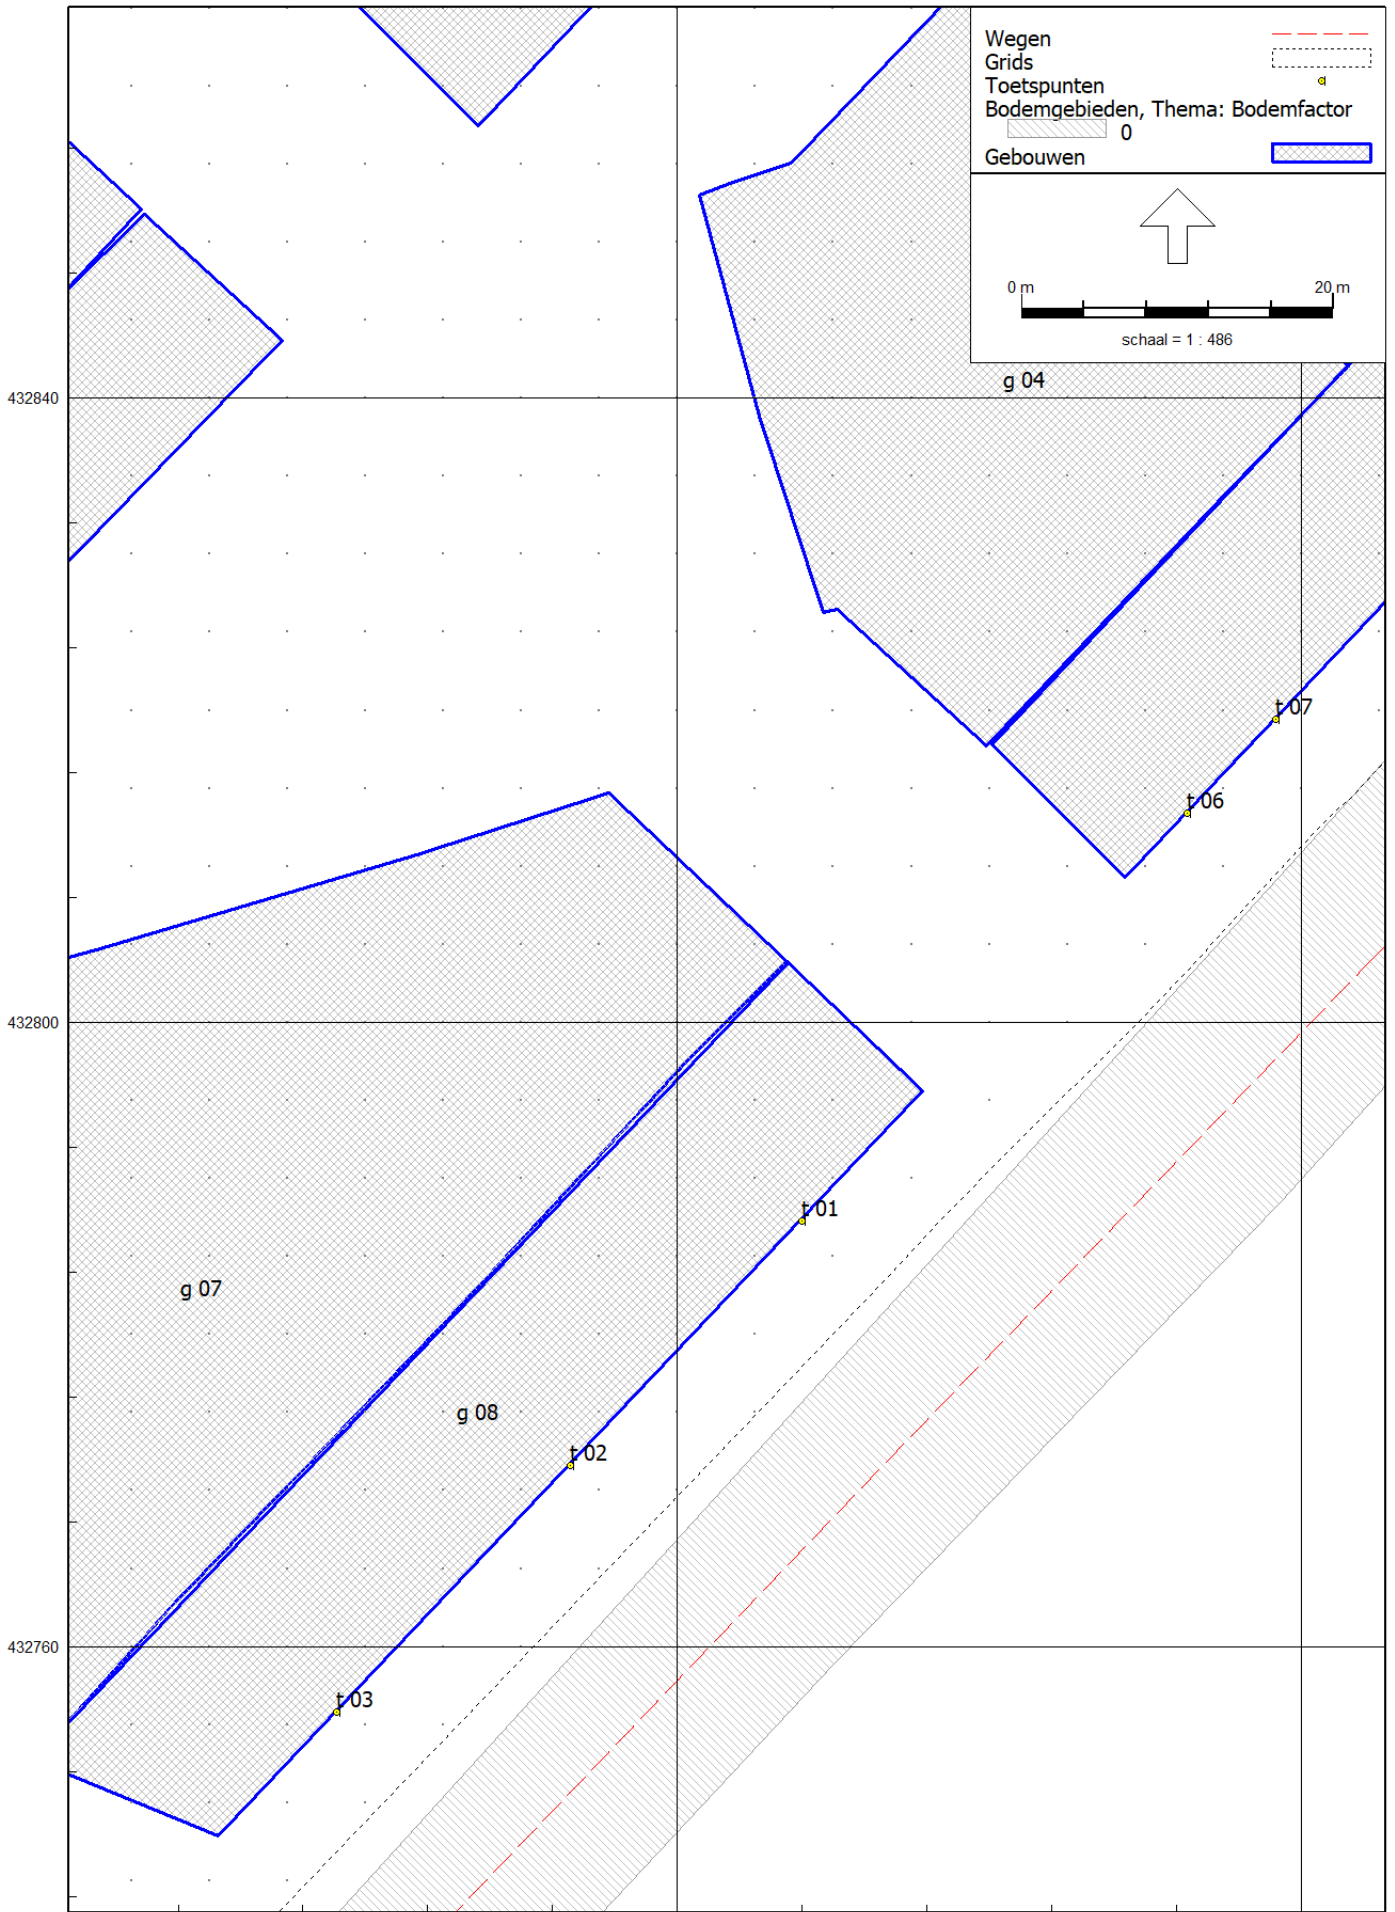 Wegen
Grids
Toetspunten
Bodemgebieden, Thema: Bodemfactor
0
Gebouwen
0 m 20 m
schaal = 1 : 486
g 04
432840
t 07
t 06
432800
t 01
g 07
g 08
t 02
432760
t 03